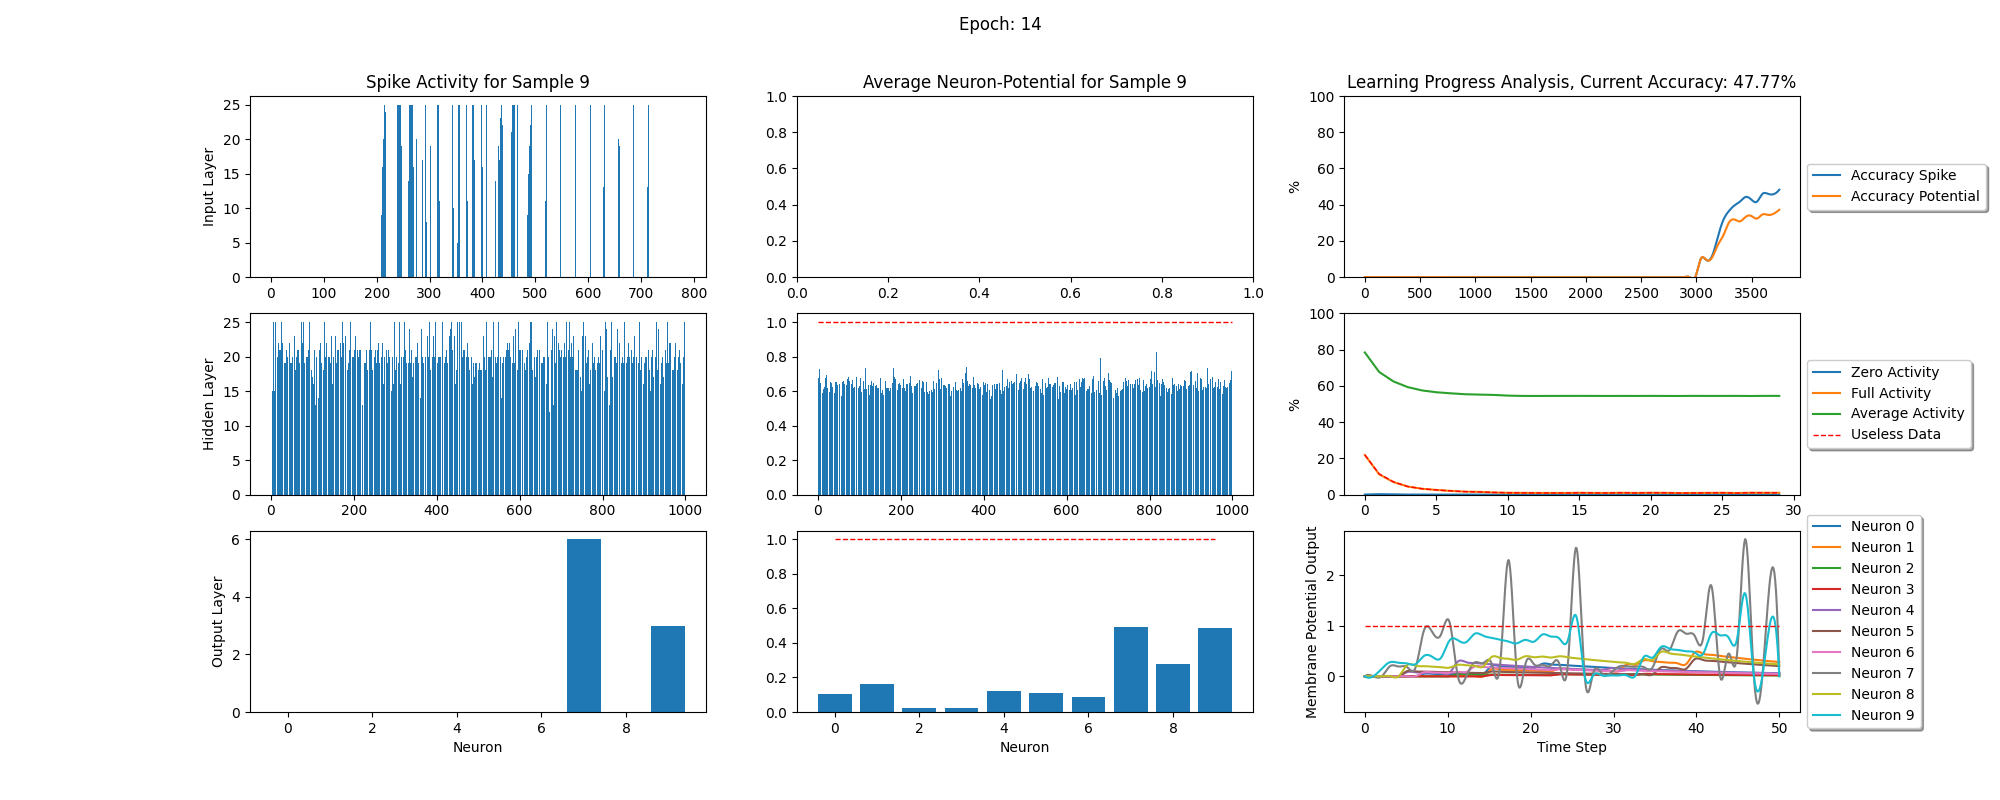 Epoch: 14
Spike Activity for Sample 9
Average Neuron-Potential for Sample 9
Learning Progress Analysis, Current Accuracy: 47.77%
Input Layer
25
20
15
10
5
0
0 100 200 300 400 500 600 700 800
1.0
0.8
0.6
0.4
0.2
0.0
0.0 0.2 0.4 0.6 0.8 1.0
%
100
80
60
40
20
0
0 500 1000 1500 2000 2500 3000 3500
Accuracy Spike
Accuracy Potential
Hidden Layer
25
20
15
10
5
0
0 200 400 600 800 1000
1.0
0.8
0.6
0.4
0.2
0.0
0 200 400 600 800 1000
%
100
80
60
40
20
0
0 5 10 15 20 25 30
Zero Activity
Full Activity
Average Activity
Useless Data
Output Layer
6
4
2
0
0 2 4 6 8
Neuron
1.0
0.8
0.6
0.4
0.2
0.0
0 2 4 6 8
Neuron
Membrane Potential Output
2
1
0
0 10 20 30 40 50
Time Step
Neuron 0
Neuron 1
Neuron 2
Neuron 3
Neuron 4
Neuron 5
Neuron 6
Neuron 7
Neuron 8
Neuron 9